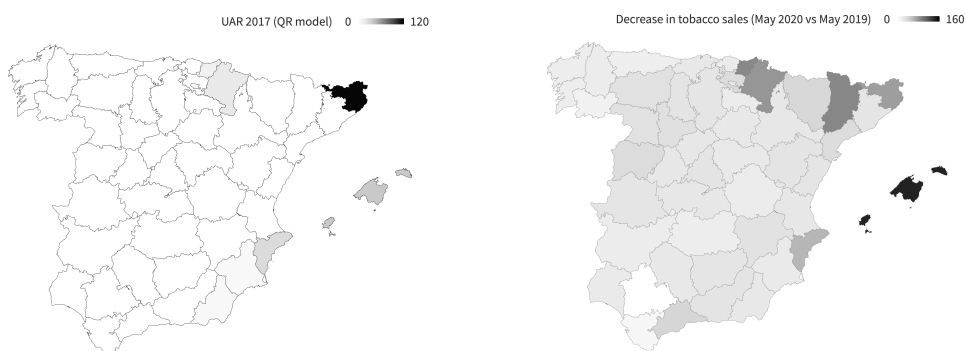 UAR 2017 (QR model) 0 120
Decrease in tobacco sales (May 2020 vs May 2019) 0 160